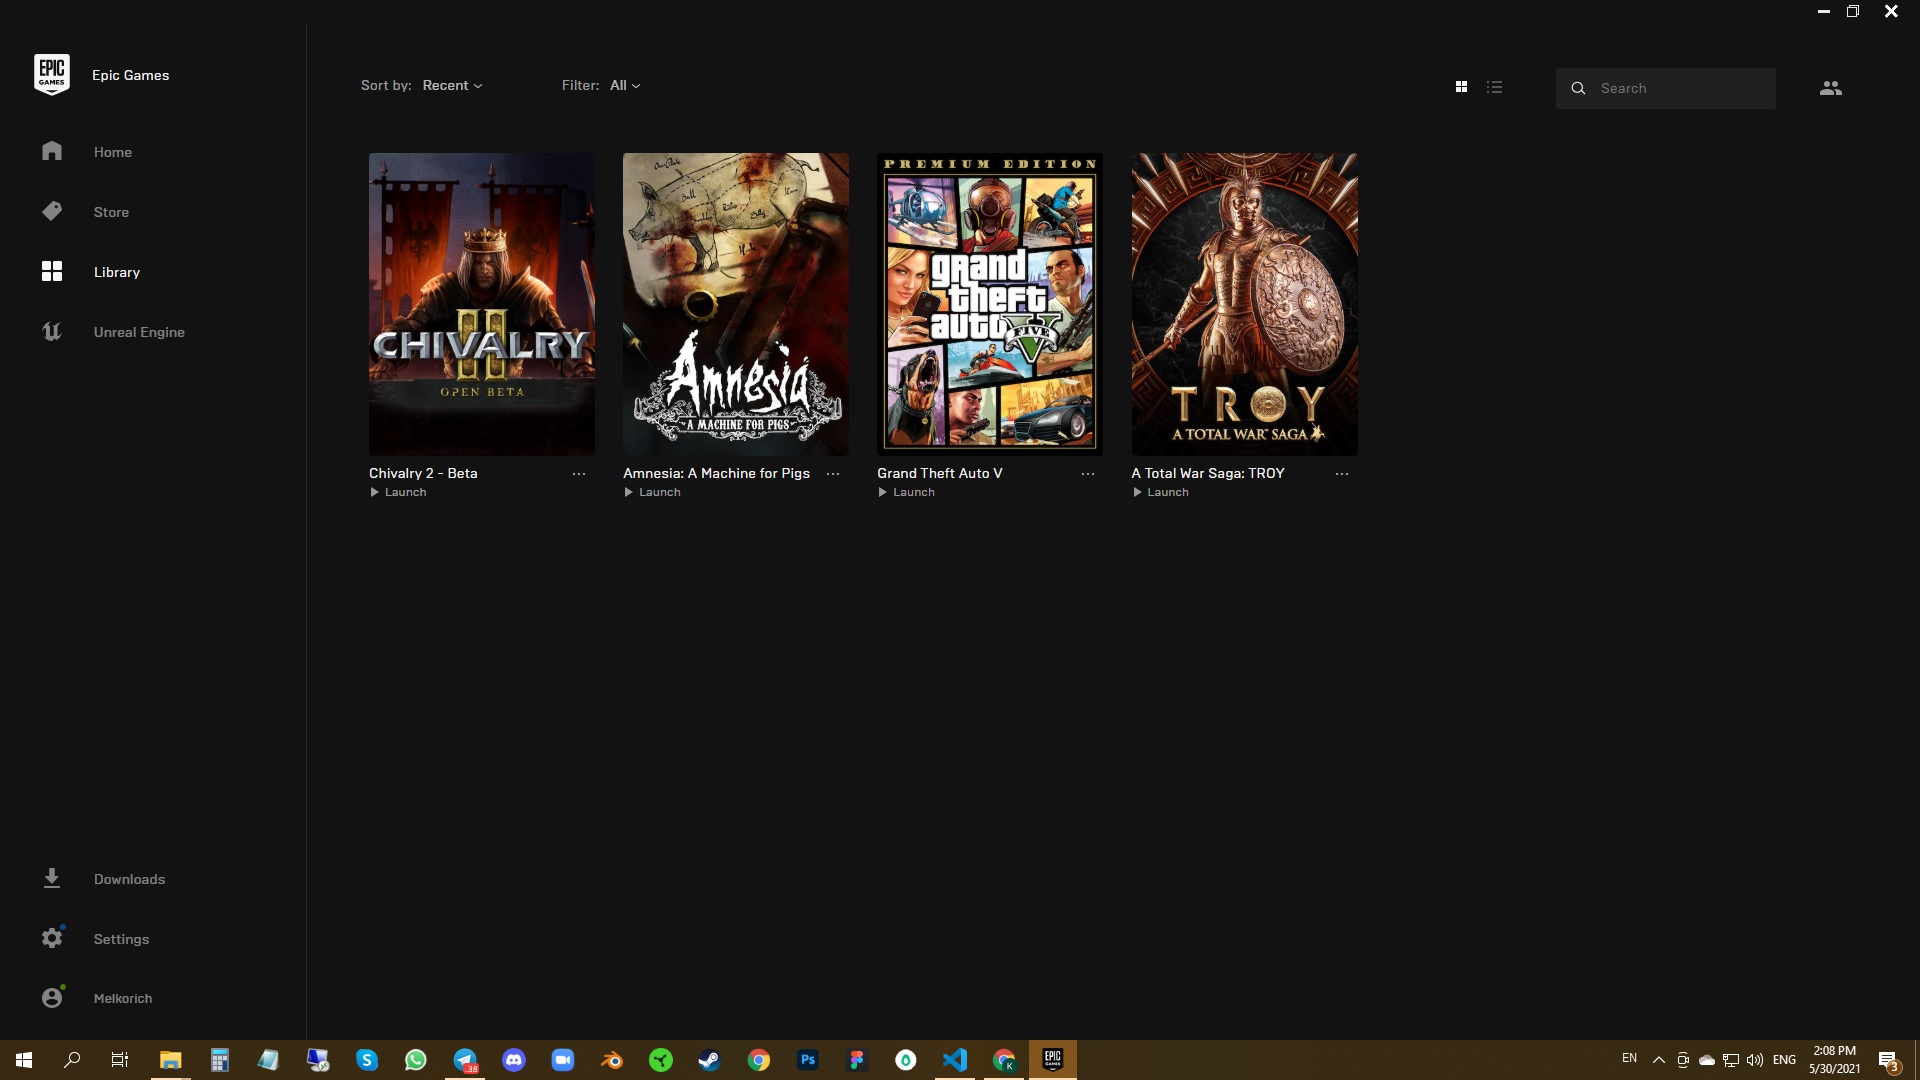 EPIC
GAMES
Epic Games
Home
Store
Library
Unreal Engine
Downloads
Settings
Melkorich
Sort by: Recent
Filter: All
Search
CHIVALRY
II
OPEN BETA
Chivalry 2 - Beta
Launch
Amnesia
A MACHINE FOR PIGS
Amnesia: A Machine for Pigs
Launch
PREMIUM EDITION
grand
theft
auto
FIVE
V
Grand Theft Auto V
Launch
TROY
A TOTAL WAR™ SAGA
A Total War Saga: TROY
Launch
S
.38
Ps
K
EPIC
GAMES
EN
ENG
2:08 PM
5/30/2021
3